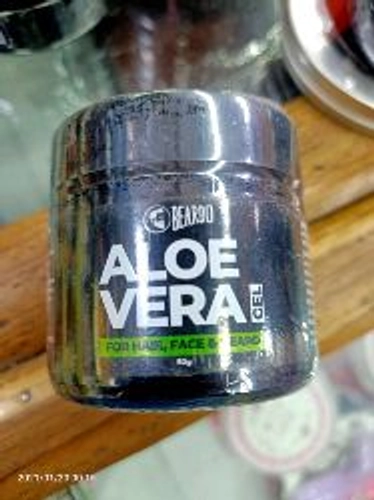 BEARDO
ALOE
VERA GEL
FOR HAIR, FACE & BEARD